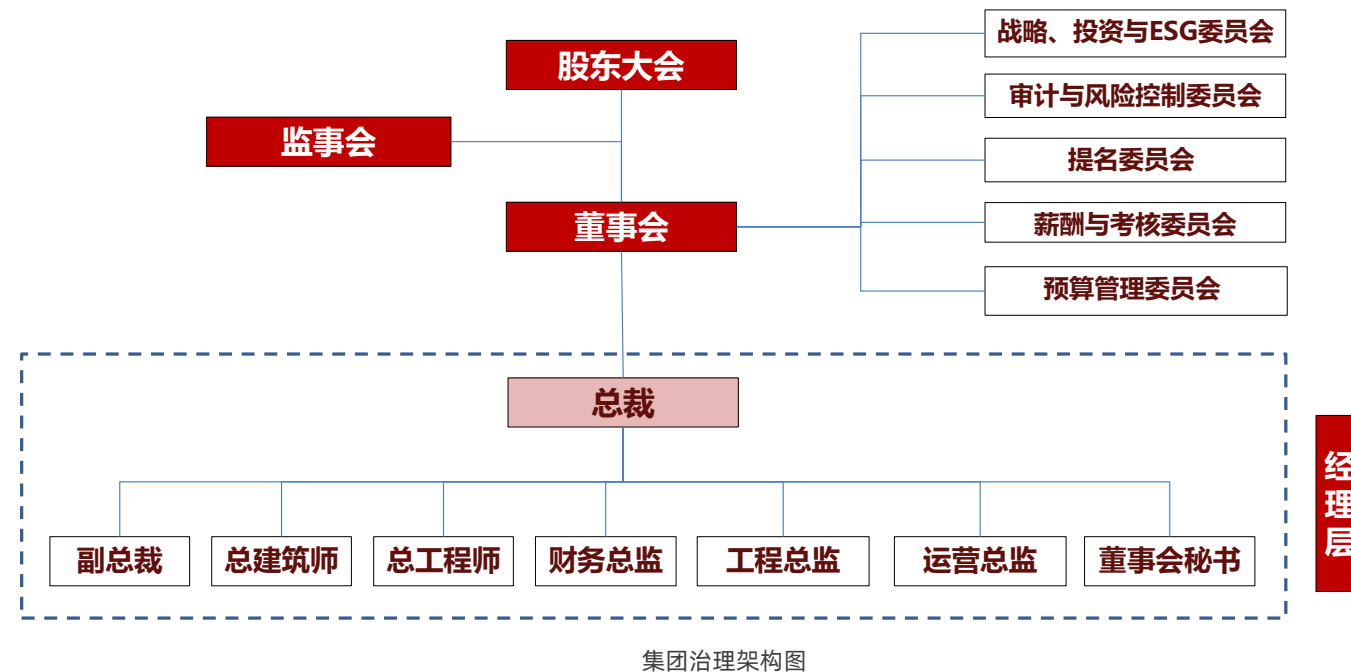 战略、投资与ESG委员会
股东大会
审计与风险控制委员会
监事会
提名委员会
董事会
薪酬与考核委员会
预算管理委员会
总裁
经理层
副总裁
总建筑师
总工程师
财务总监
工程总监
运营总监
董事会秘书
集团治理架构图